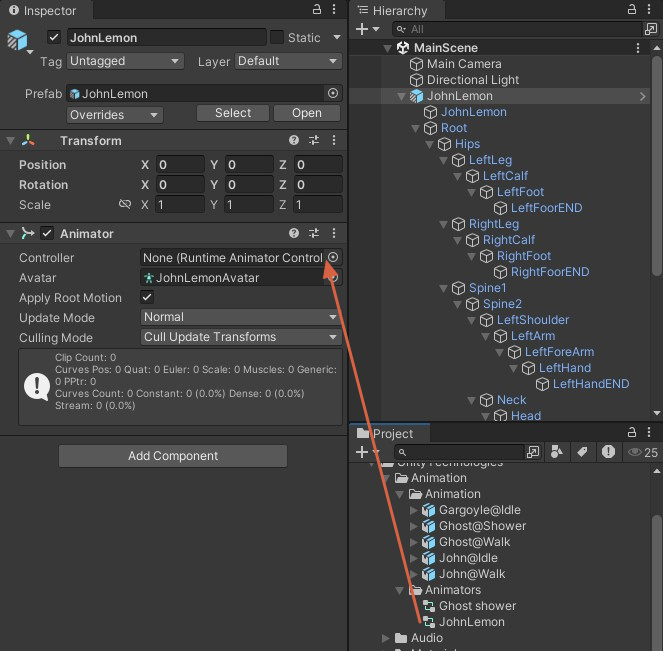 Inspector
JohnLemon
Static
Tag Untagged Layer Default
Prefab JohnLemon
Overrides Select Open
Transform
Position X 0 Y 0 Z 0
Rotation X 0 Y 0 Z 0
Scale X 1 Y 1 Z 1
Animator
Controller None (Runtime Animator Control
Avatar JohnLemonAvatar
Apply Root Motion
Update Mode Normal
Culling Mode Cull Update Transforms
Clip Count: 0
Curves Pos: 0 Quat: 0 Euler: 0 Scale: 0 Muscles: 0 Generic:
0 PPtr: 0
Curves Count: 0 Constant: 0 (0.0%) Dense: 0 (0.0%)
Stream: 0 (0.0%)
Add Component
Hierarchy
All
MainScene
Main Camera
Directional Light
JohnLemon
JohnLemon
Root
Hips
LeftLeg
LeftCalf
LeftFoot
LeftFoorEND
RightLeg
RightCalf
RightFoot
RightFoorEND
Spine1
Spine2
LeftShoulder
LeftArm
LeftForeArm
LeftHand
LeftHandEND
Neck
Head
Project
25
UnityTechnologies
Animation
Animation
Gargoyle@Idle
Ghost@Shower
Ghost@Walk
John@Idle
John@Walk
Animators
Ghost shower
JohnLemon
Audio